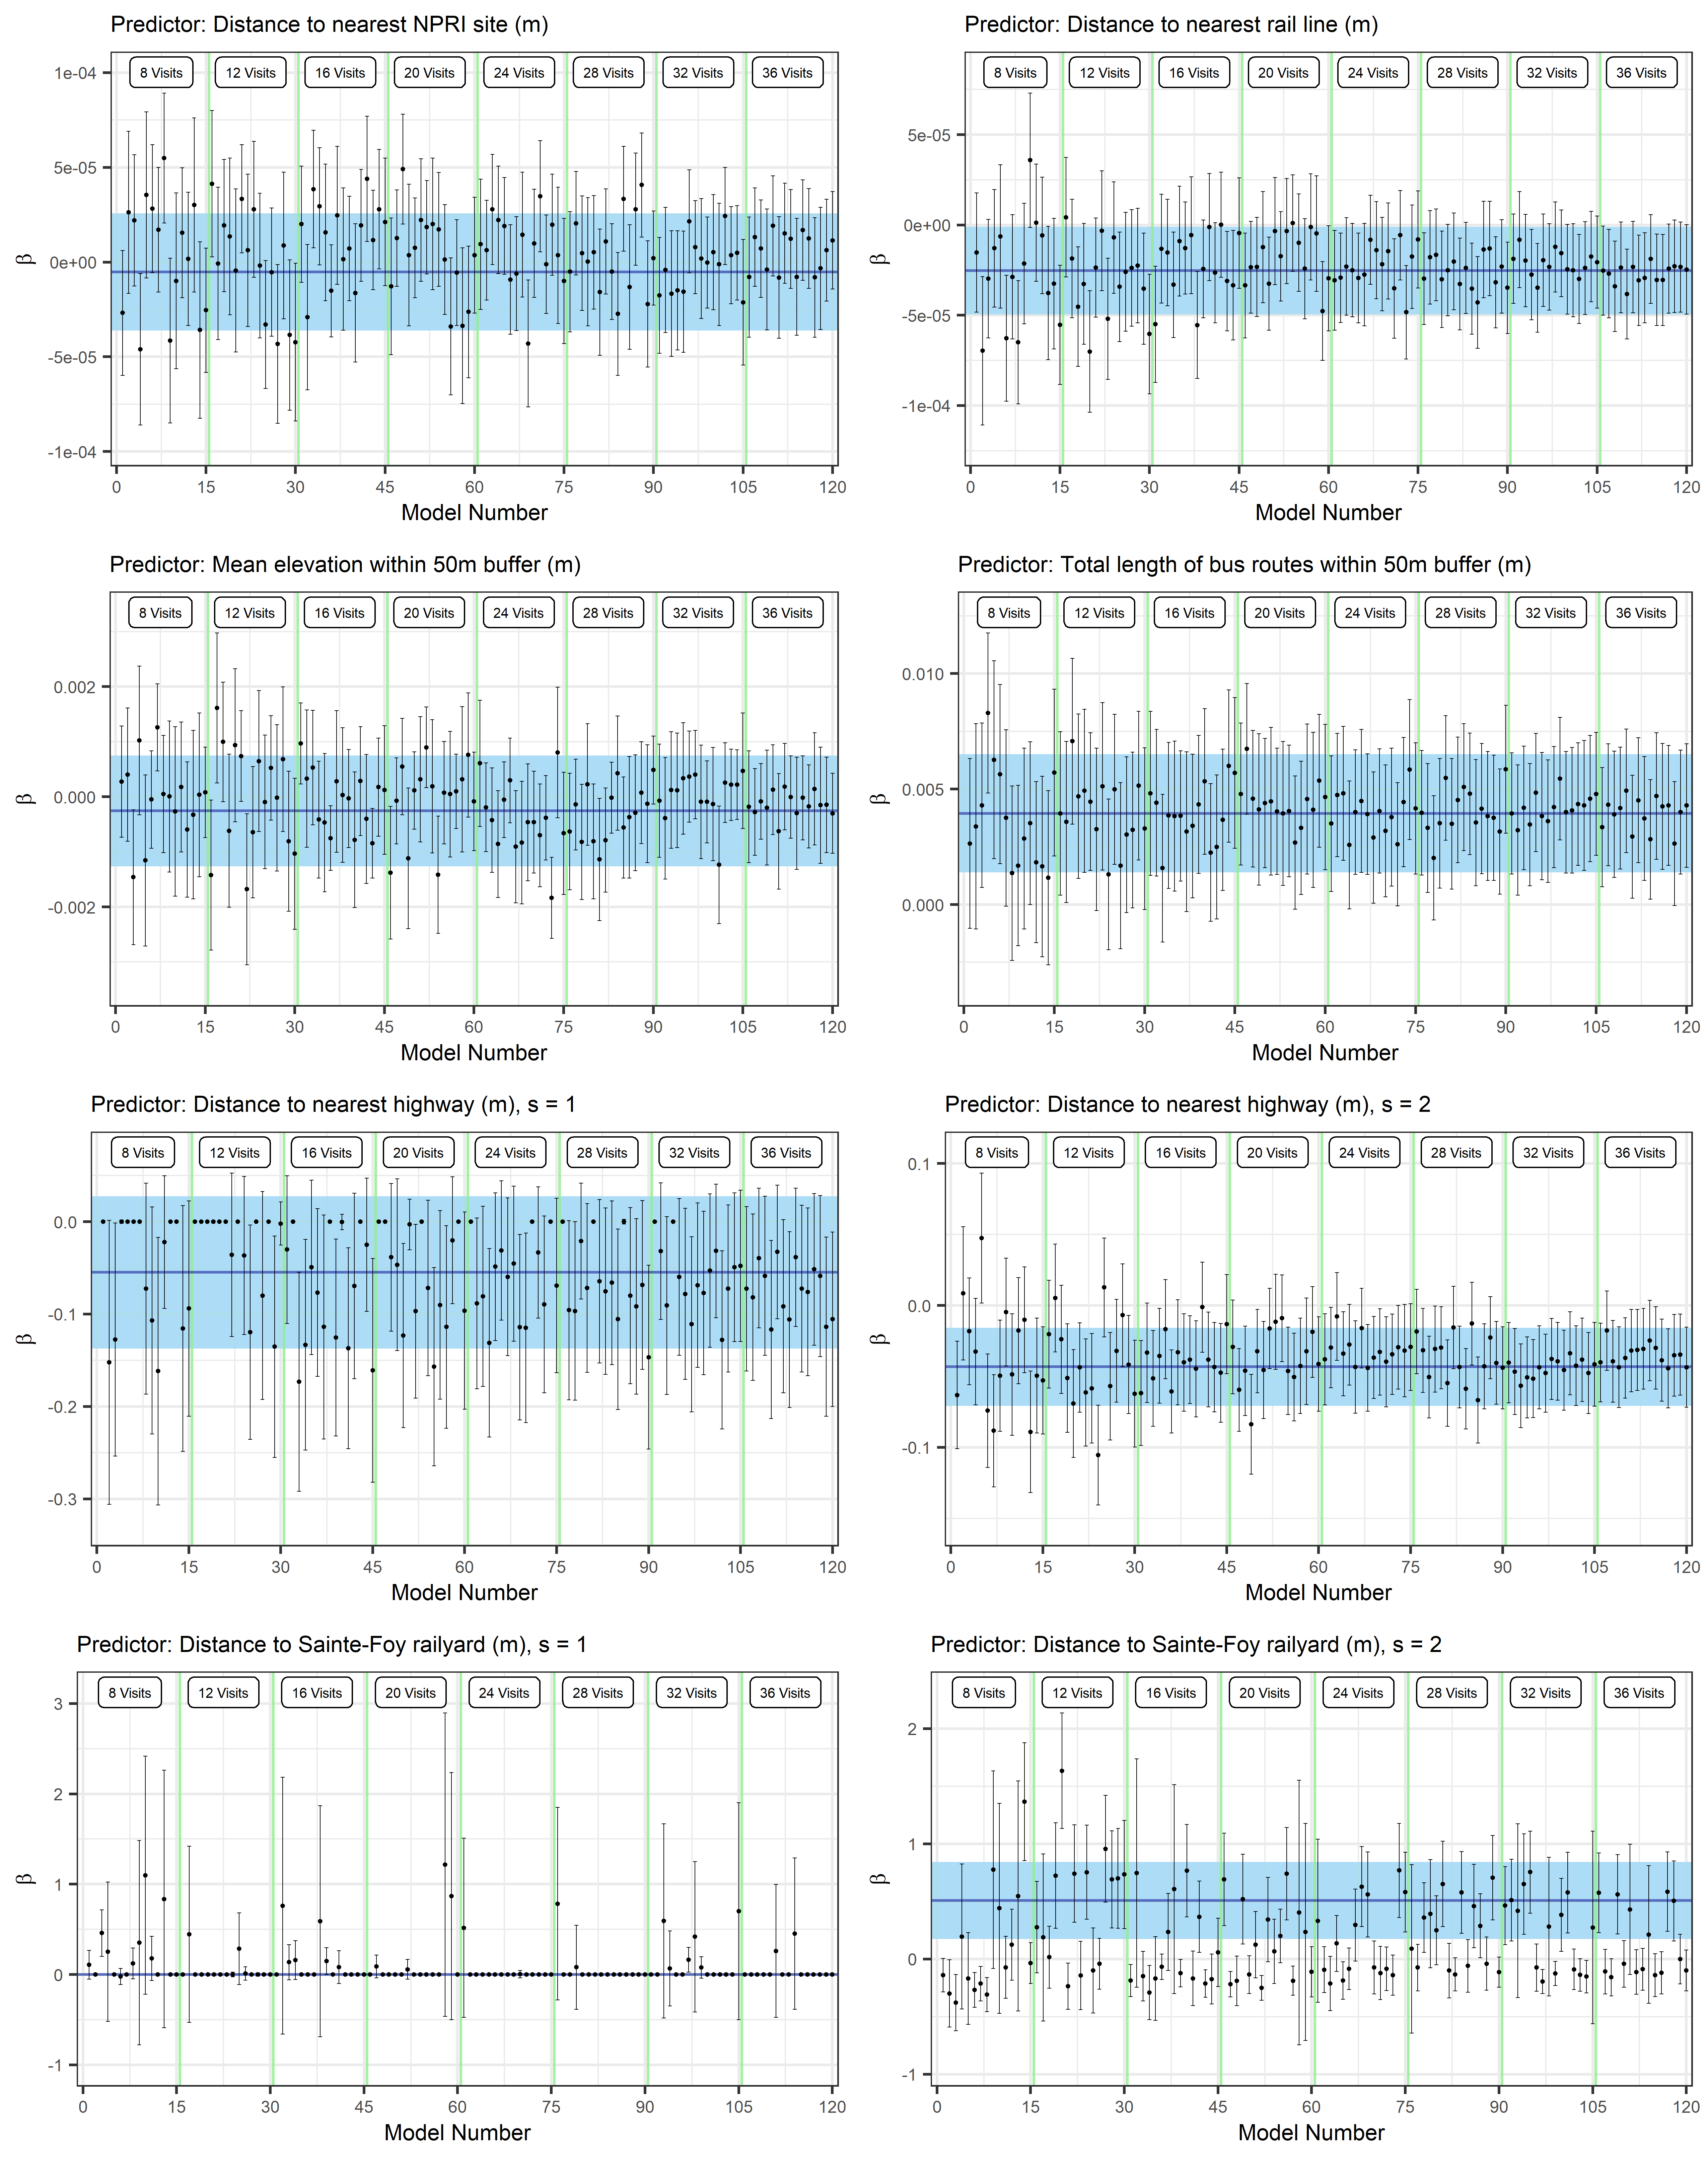 Predictor: Distance to nearest NPRI site (m)
8 Visits 12 Visits 16 Visits 20 Visits 24 Visits 28 Visits 32 Visits 36 Visits
1e-04
5e-05
0e+00
-5e-05
-1e-04
β
0 15 30 45 60 75 90 105 120
Model Number
Predictor: Distance to nearest rail line (m)
8 Visits 12 Visits 16 Visits 20 Visits 24 Visits 28 Visits 32 Visits 36 Visits
5e-05
0e+00
-5e-05
-1e-04
β
0 15 30 45 60 75 90 105 120
Model Number
Predictor: Mean elevation within 50m buffer (m)
8 Visits 12 Visits 16 Visits 20 Visits 24 Visits 28 Visits 32 Visits 36 Visits
0.002
0.000
-0.002
β
0 15 30 45 60 75 90 105 120
Model Number
Predictor: Total length of bus routes within 50m buffer (m)
8 Visits 12 Visits 16 Visits 20 Visits 24 Visits 28 Visits 32 Visits 36 Visits
0.010
0.005
0.000
β
0 15 30 45 60 75 90 105 120
Model Number
Predictor: Distance to nearest highway (m), s = 1
8 Visits 12 Visits 16 Visits 20 Visits 24 Visits 28 Visits 32 Visits 36 Visits
0.0
-0.1
-0.2
-0.3
β
0 15 30 45 60 75 90 105 120
Model Number
Predictor: Distance to nearest highway (m), s = 2
8 Visits 12 Visits 16 Visits 20 Visits 24 Visits 28 Visits 32 Visits 36 Visits
0.1
0.0
-0.1
β
0 15 30 45 60 75 90 105 120
Model Number
Predictor: Distance to Sainte-Foy railyard (m), s = 1
8 Visits 12 Visits 16 Visits 20 Visits 24 Visits 28 Visits 32 Visits 36 Visits
3
2
1
0
-1
β
0 15 30 45 60 75 90 105 120
Model Number
Predictor: Distance to Sainte-Foy railyard (m), s = 2
8 Visits 12 Visits 16 Visits 20 Visits 24 Visits 28 Visits 32 Visits 36 Visits
2
1
0
-1
β
0 15 30 45 60 75 90 105 120
Model Number